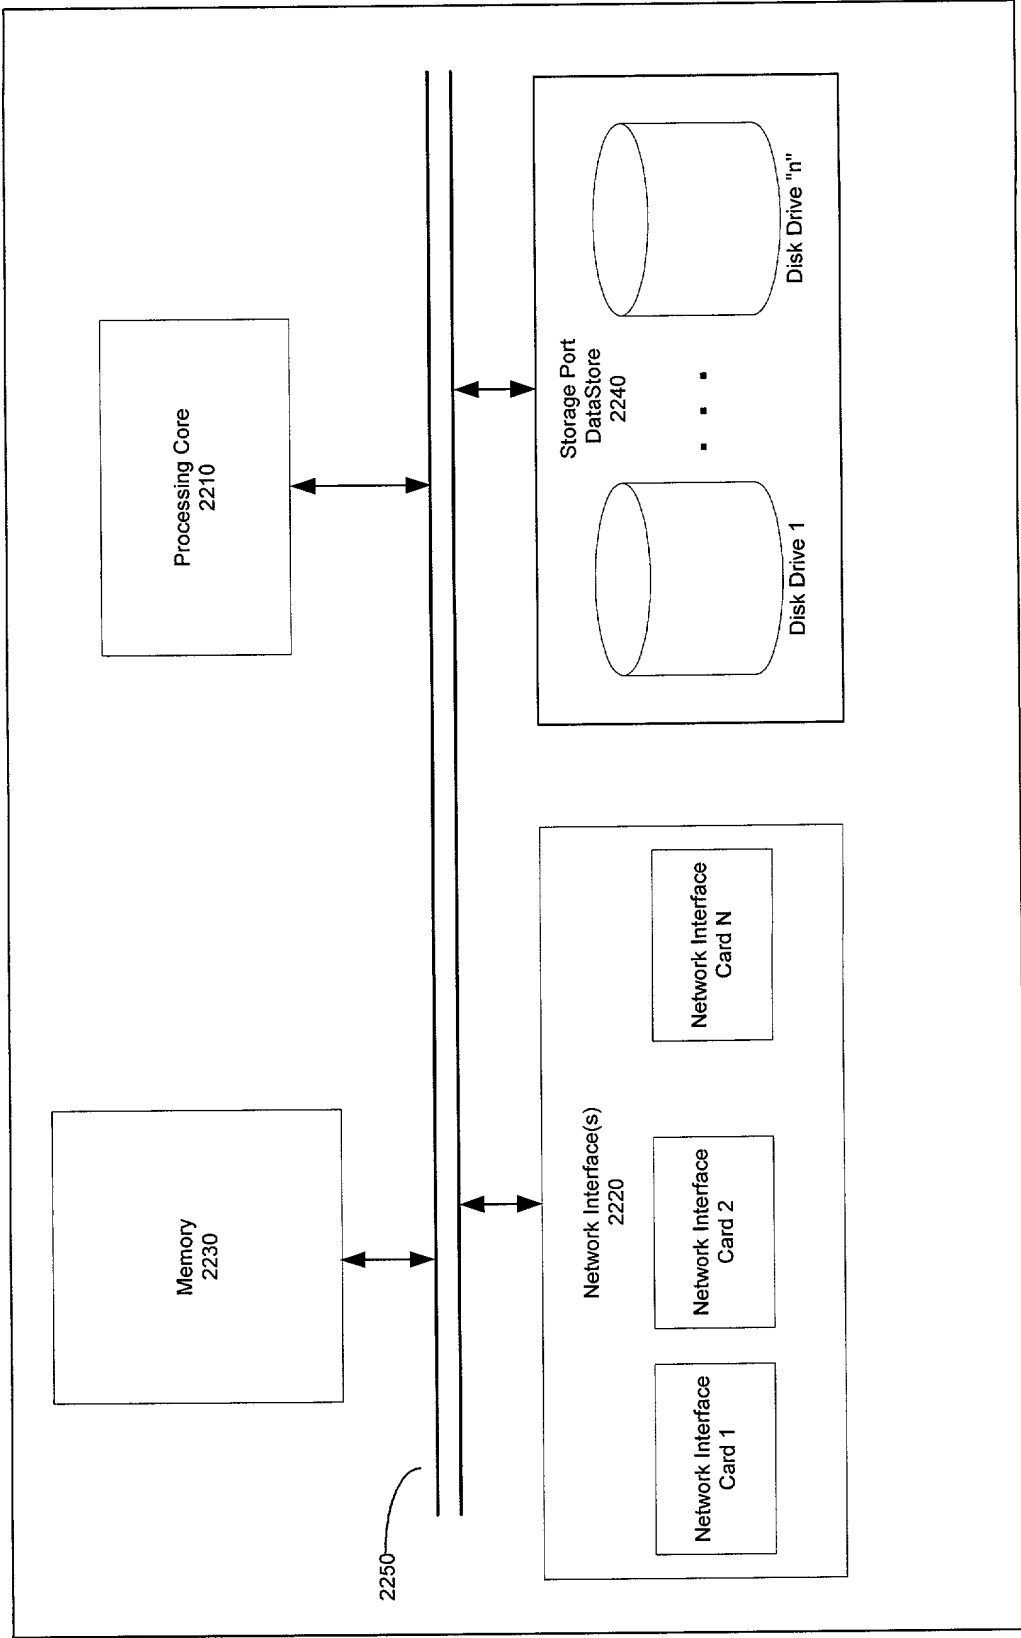 Memory
2230
Processing Core
2210
2250
Network Interface(s)
2220
Network Interface
Card 1
Network Interface
Card 2
Network Interface
Card N
Storage Port
DataStore
2240
Disk Drive 1
Disk Drive "n"